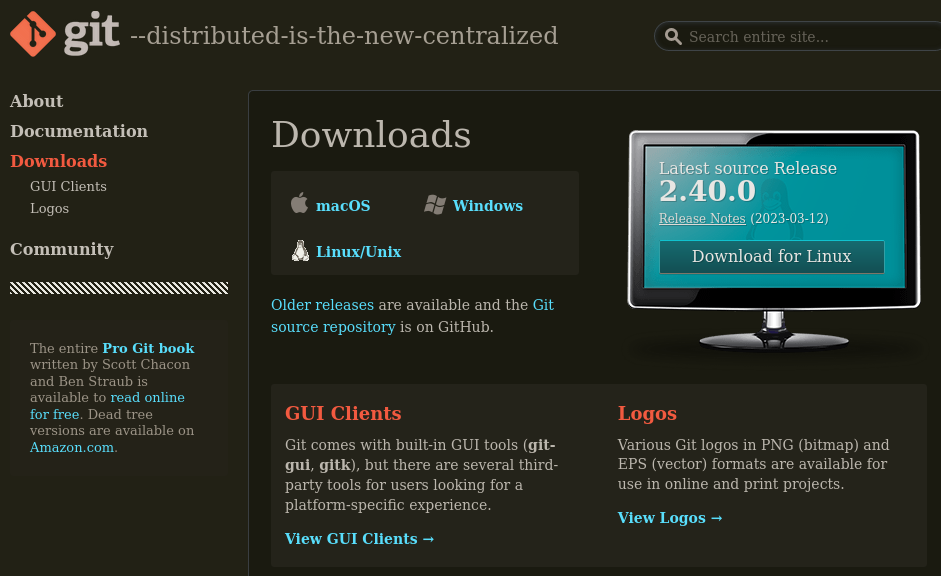 git --distributed-is-the-new-centralized
Search entire site...
About
Documentation
Downloads
GUI Clients
Logos
Community
The entire Pro Git book
written by Scott Chacon
and Ben Straub is
available to read online
for free. Dead tree
versions are available on
Amazon.com.
Downloads
macOS
Windows
Linux/Unix
Older releases are available and the Git
source repository is on GitHub.
Latest source Release
2.40.0
Release Notes (2023-03-12)
Download for Linux
GUI Clients
Git comes with built-in GUI tools (git-
gui, gitk), but there are several third-
party tools for users looking for a
platform-specific experience.
View GUI Clients →
Logos
Various Git logos in PNG (bitmap) and
EPS (vector) formats are available for
use in online and print projects.
View Logos →